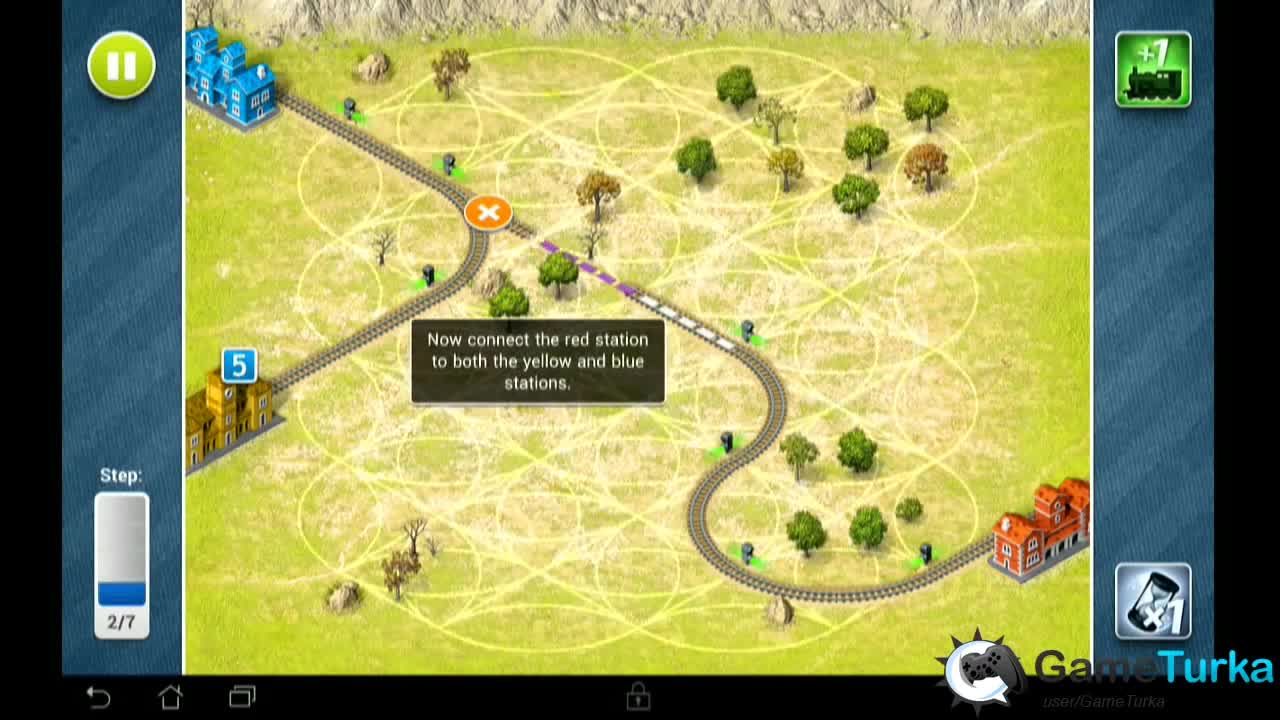 +1
5
Now connect the red station
to both the yellow and blue
stations.
Step:
2/7
x1
GameTurka
user/GameTurka